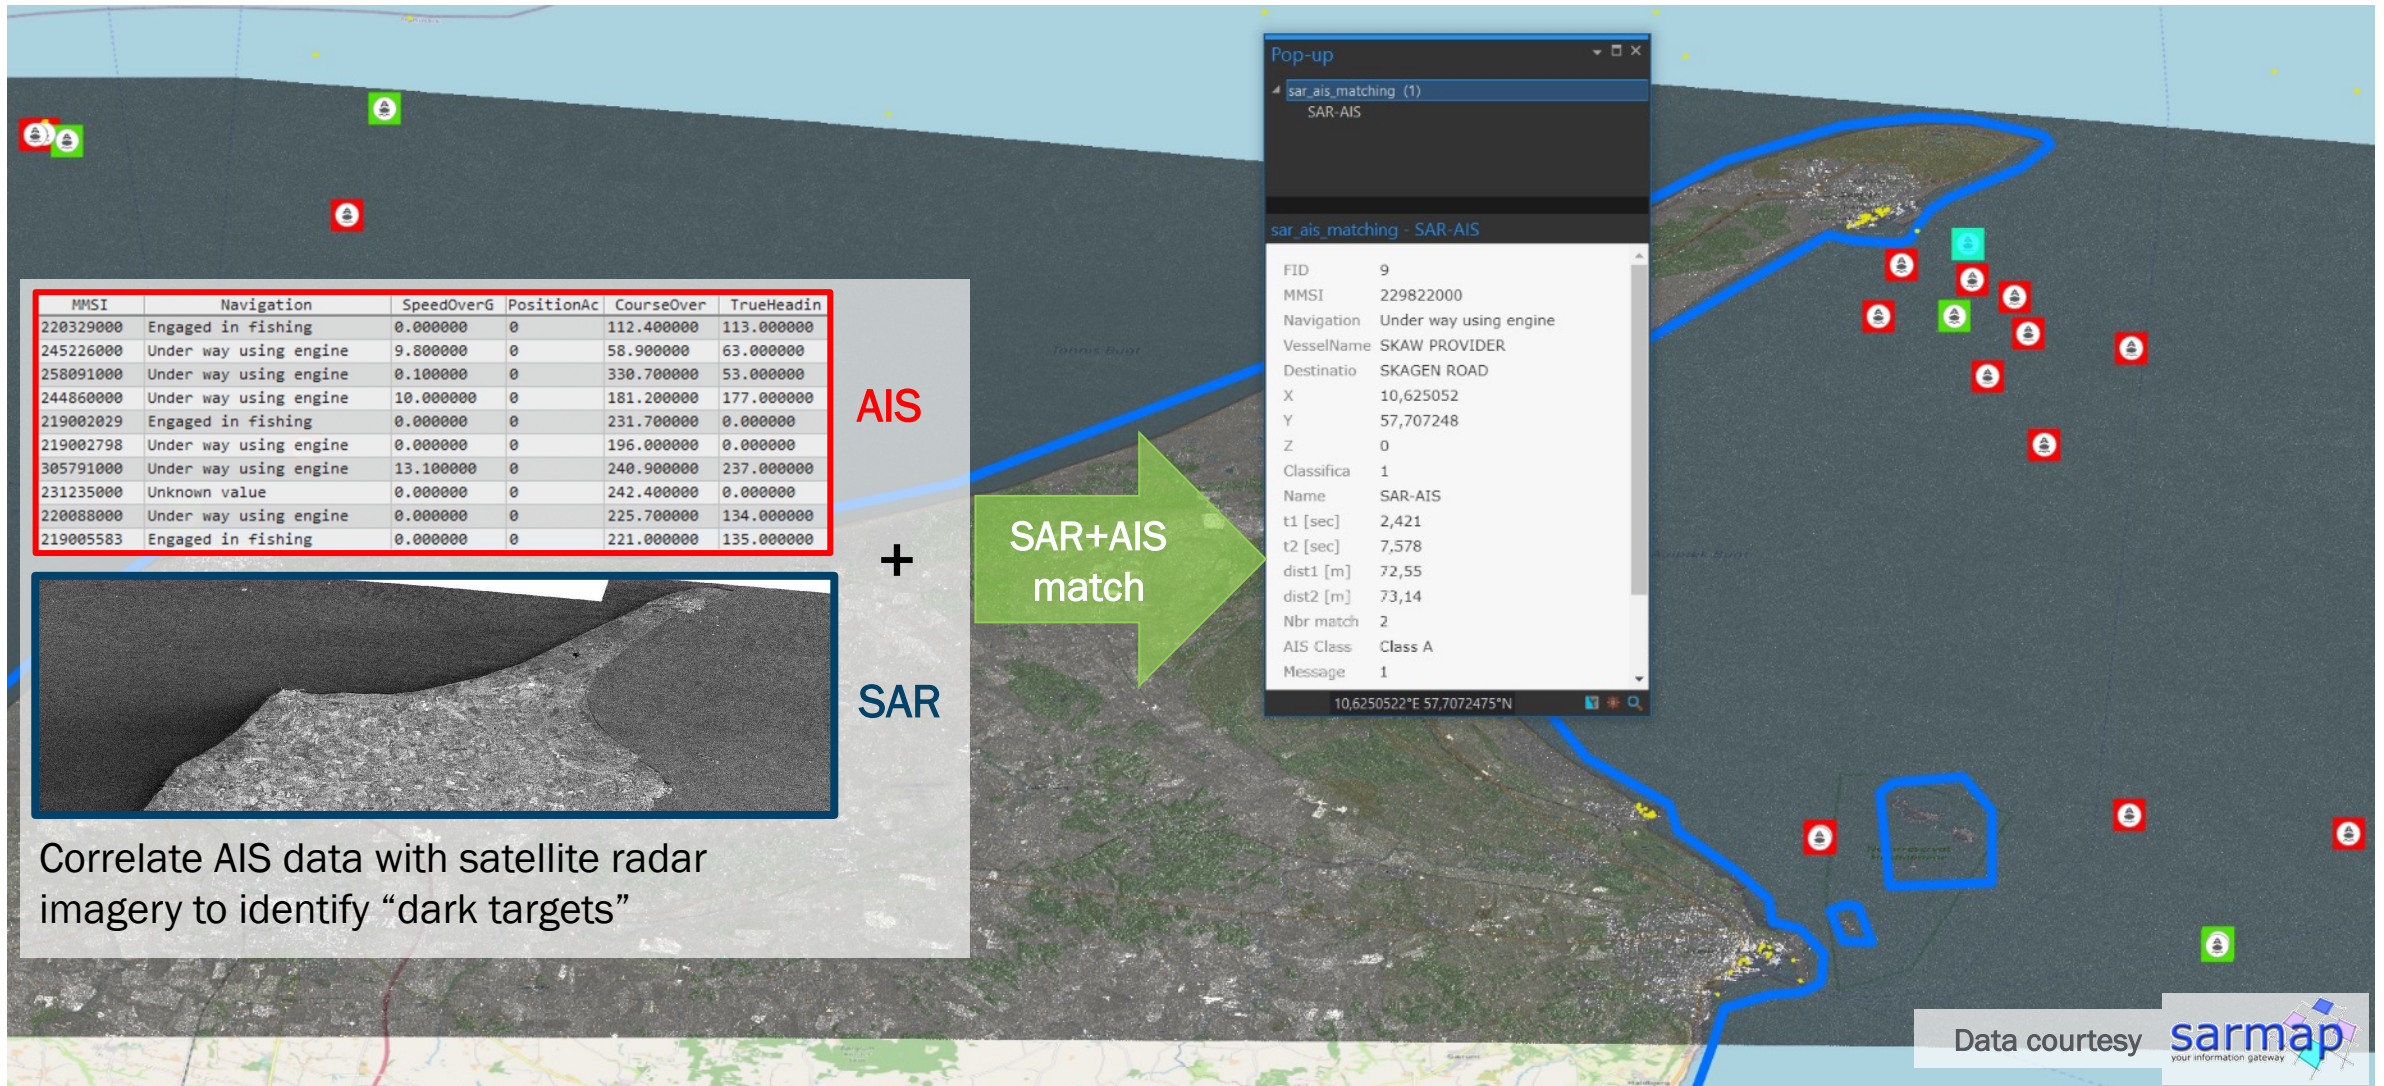 MMSI Navigation SpeedOverG PositionAc CourseOver TrueHeadin
220329000 Engaged in fishing 0.000000 0 112.400000 113.000000
245226000 Under way using engine 9.800000 0 58.900000 63.000000
258091000 Under way using engine 0.100000 0 330.700000 53.000000
244860000 Under way using engine 10.000000 0 181.200000 177.000000
219002029 Engaged in fishing 0.000000 0 231.700000 0.000000
219002798 Under way using engine 0.000000 0 196.000000 0.000000
305791000 Under way using engine 13.100000 0 240.900000 237.000000
231235000 Unknown value 0.000000 0 242.400000 0.000000
220088000 Under way using engine 0.000000 0 225.700000 134.000000
219005583 Engaged in fishing 0.000000 0 221.000000 135.000000
AIS
+
SAR
Correlate AIS data with satellite radar
imagery to identify “dark targets”
SAR+AIS
match
Pop-up
sar_ais_matching (1)
SAR-AIS
sar_ais_matching - SAR-AIS
FID 9
MMSI 229822000
Navigation Under way using engine
VesselName SKAW PROVIDER
Destinatio SKAGEN ROAD
X 10,625052
Y 57,707248
Z 0
Classifica 1
Name SAR-AIS
t1 [sec] 2,421
t2 [sec] 7,578
dist1 [m] 72,55
dist2 [m] 73,14
Nbr match 2
AIS Class Class A
Message 1
10,6250522°E 57,7072475°N
Tannis Bugt
Data courtesy
sarmap
your information gateway